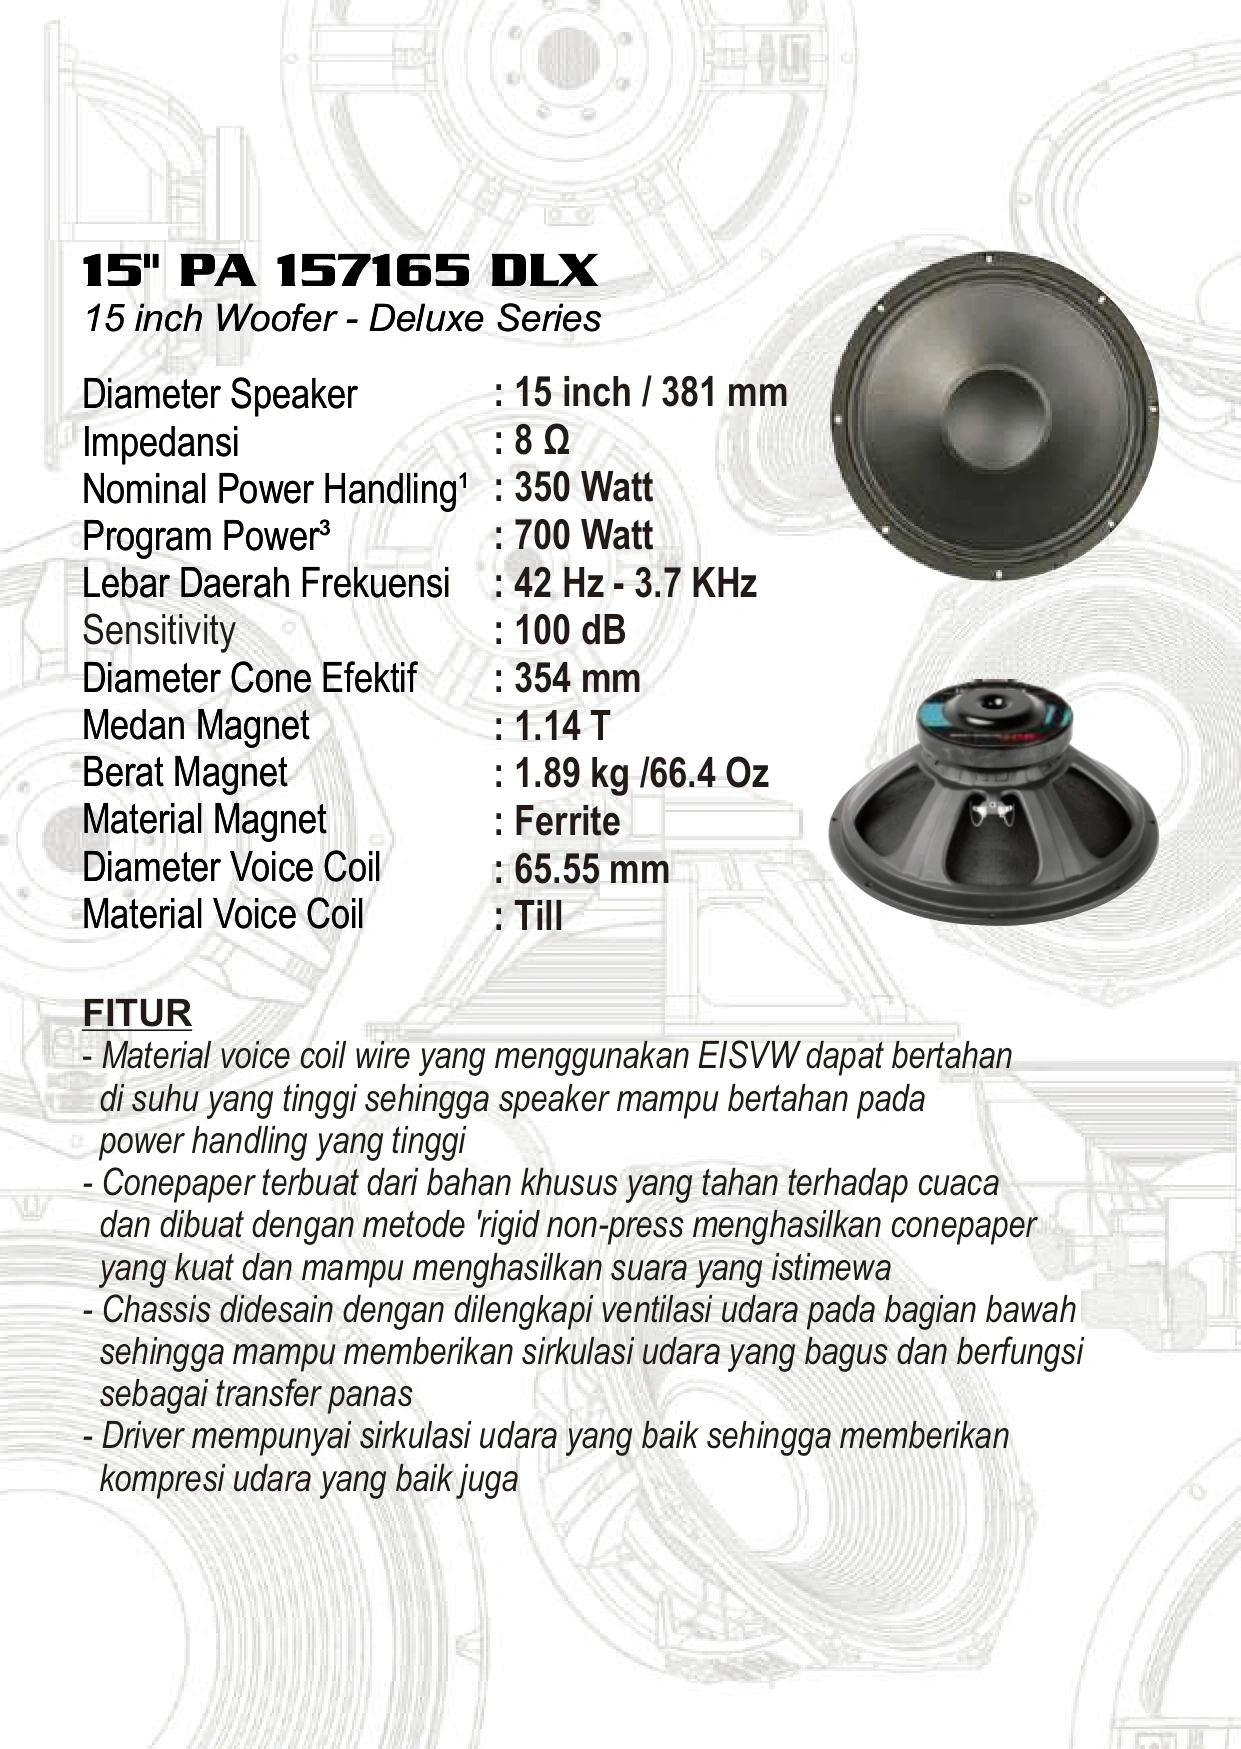 15" PA 157165 DLX
15 inch Woofer - Deluxe Series
Diameter Speaker : 15 inch / 381 mm
Impedansi : 8 Ω
Nominal Power Handling¹ : 350 Watt
Program Power³ : 700 Watt
Lebar Daerah Frekuensi : 42 Hz - 3.7 KHz
Sensitivity : 100 dB
Diameter Cone Efektif : 354 mm
Medan Magnet : 1.14 T
Berat Magnet : 1.89 kg /66.4 Oz
Material Magnet : Ferrite
Diameter Voice Coil : 65.55 mm
Material Voice Coil : Till
FITUR
- Material voice coil wire yang menggunakan EISVW dapat bertahan
di suhu yang tinggi sehingga speaker mampu bertahan pada
power handling yang tinggi
- Conepaper terbuat dari bahan khusus yang tahan terhadap cuaca
dan dibuat dengan metode 'rigid non-press menghasilkan conepaper
yang kuat dan mampu menghasilkan suara yang istimewa
- Chassis didesain dengan dilengkapi ventilasi udara pada bagian bawah
sehingga mampu memberikan sirkulasi udara yang bagus dan berfungsi
sebagai transfer panas
- Driver mempunyai sirkulasi udara yang baik sehingga memberikan
kompresi udara yang baik juga